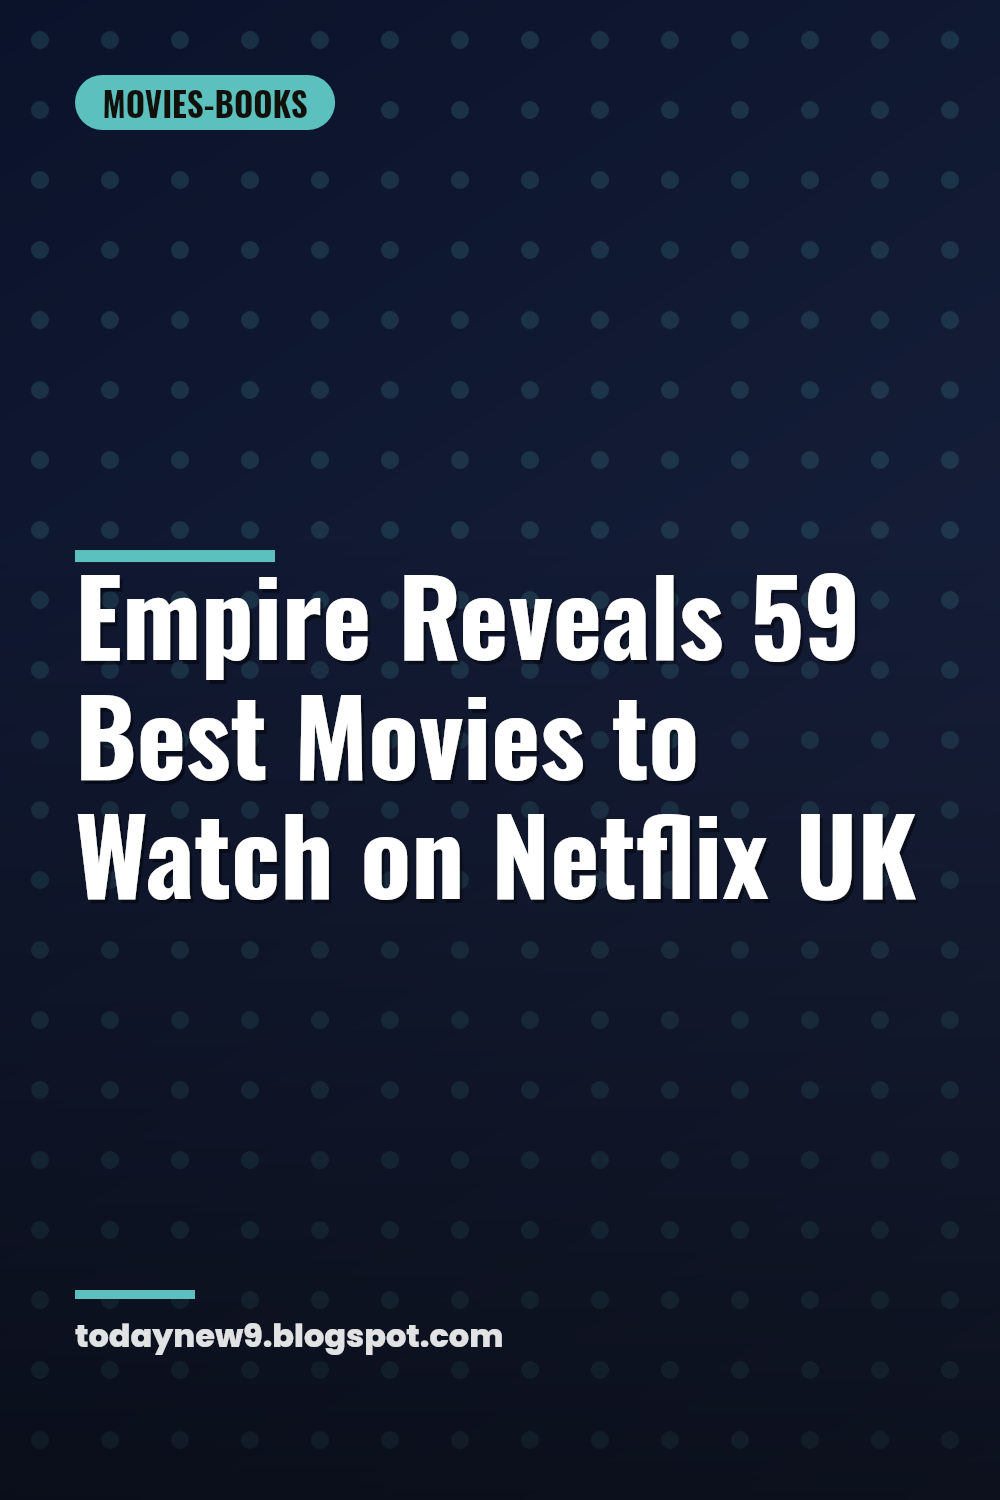 MOVIES-BOOKS
Empire Reveals 59
Best Movies to
Watch on Netflix UK
todaynew9.blogspot.com